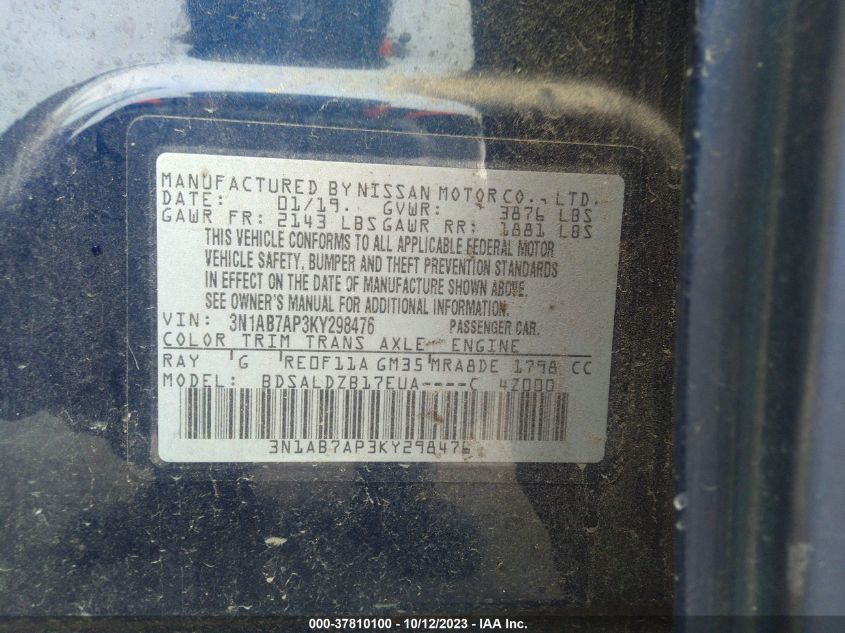 MANUFACTURED BY NISSAN MOTOR CO., LTD.
DATE: 01/19. GVWR: 3876 LBS
GAWR FR: 2143 LBS GAWR RR: 1881 LBS
THIS VEHICLE CONFORMS TO ALL APPLICABLE FEDERAL MOTOR
VEHICLE SAFETY, BUMPER AND THEFT PREVENTION STANDARDS
IN EFFECT ON THE DATE OF MANUFACTURE SHOWN ABOVE.
SEE OWNER'S MANUAL FOR ADDITIONAL INFORMATION.
VIN: 3N1AB7AP3KY298476 PASSENGER CAR.
COLOR TRIM TRANS AXLE ENGINE
RAY G RE0F11A GM35 MRA8DE 1798 CC
MODEL: BDSALDZB17EUA----C 4Z000
3N1AB7AP3KY298476
000-37810100 - 10/12/2023 - IAA Inc.